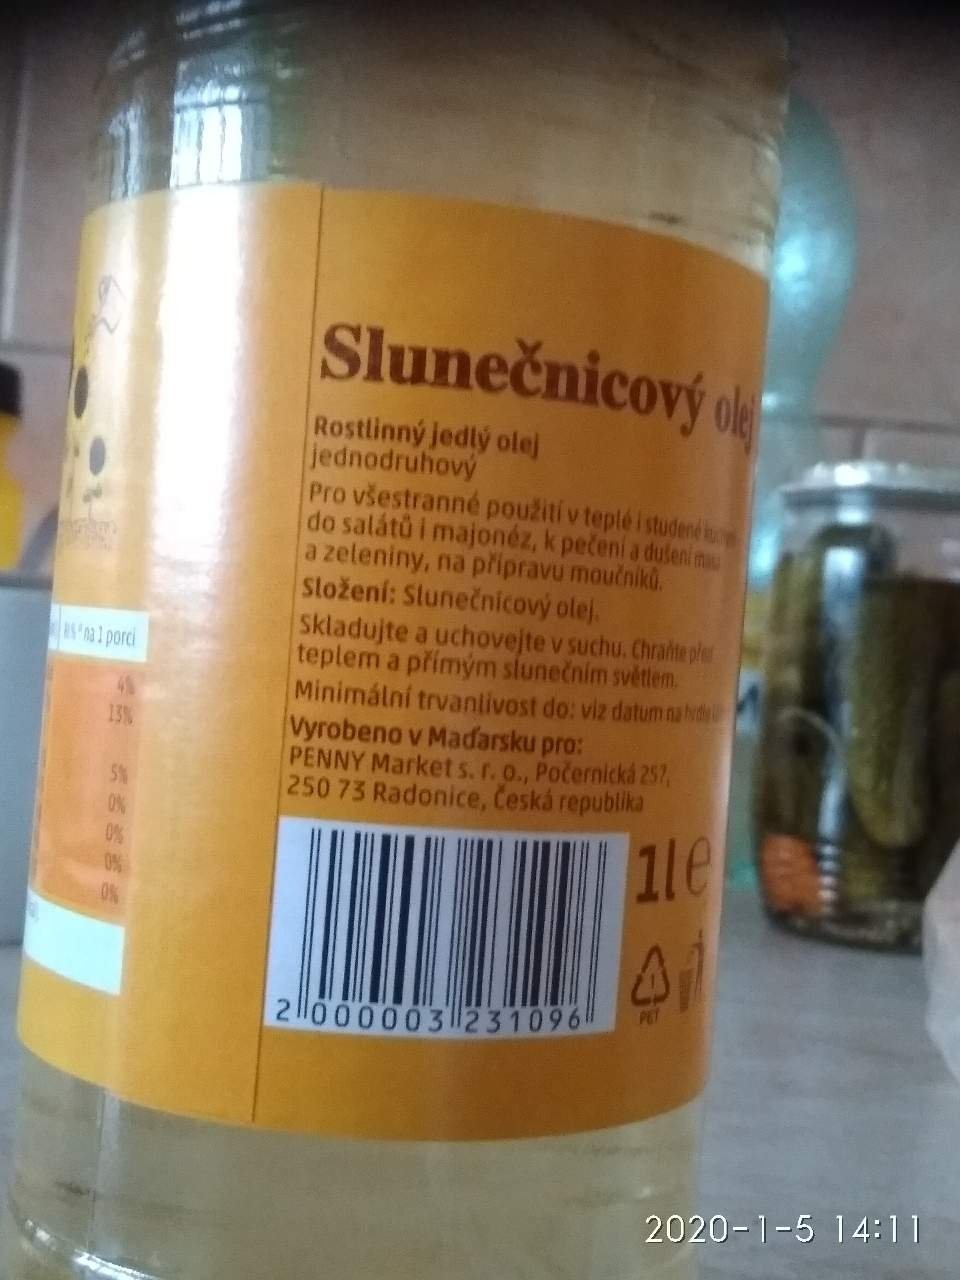 Slunečnicový olej
Rostlinný jedlý olej
jednodruhový
Pro všestranné použití v teplé i studené
do salátů i majonéz, k pečení a dušení masa
a zeleniny, na přípravu moučníků.
Složení: Slunečnicový olej.
Skladujte a uchovejte v suchu. Chraňte před
teplem a přímým slunečním světlem.
Minimální trvanlivost do: viz datum na hrdle
Vyrobeno v Maďarsku pro:
PENNY Market s. r. o., Počernická 257,
250 73 Radonice, Česká republika
1l e
2 000003 231096
PET
na 1 porci
4%
13%
5%
0%
0%
0%
0%
2020-1-5 14:11